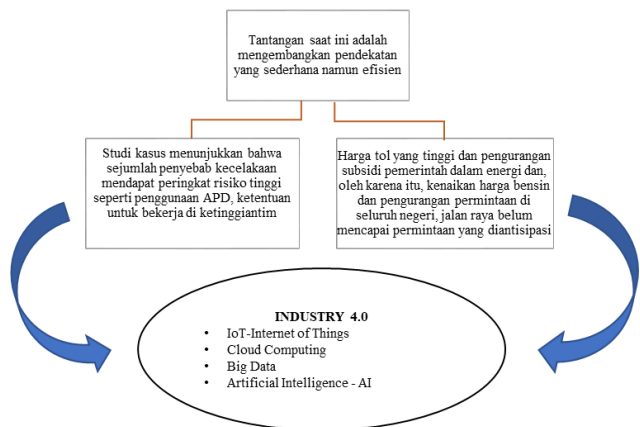 Tantangan saat ini adalah
mengembangkan pendekatan
yang sederhana namun efisien
Studi kasus menunjukkan bahwa
sejumlah penyebab kecelakaan
mendapat peringkat risiko tinggi
seperti penggunaan APD, ketentuan
untuk bekerja di ketinggiantim
Harga tol yang tinggi dan pengurangan
subsidi pemerintah dalam energi dan,
oleh karena itu, kenaikan harga bensin
dan pengurangan permintaan di
seluruh negeri, jalan raya belum
mencapai permintaan yang diantisipasi
INDUSTRY 4.0
• IoT-Internet of Things
• Cloud Computing
• Big Data
• Artificial Intelligence - AI